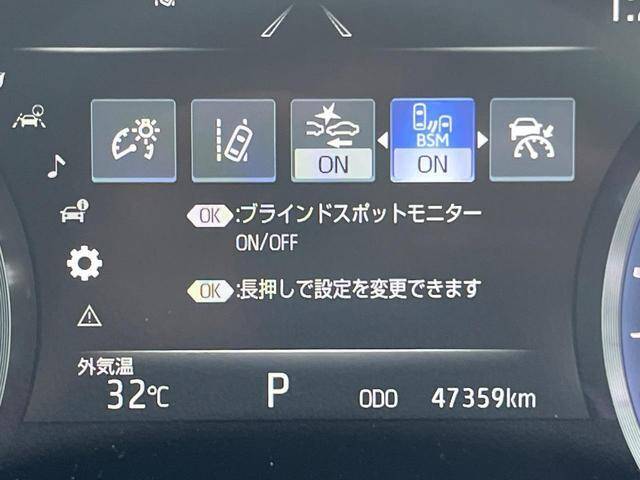 BSM
ON
ON
OK :ブラインドスポットモニター
ON/OFF
OK :長押しで設定を変更できます
外気温
32℃
P
ODO 47359km